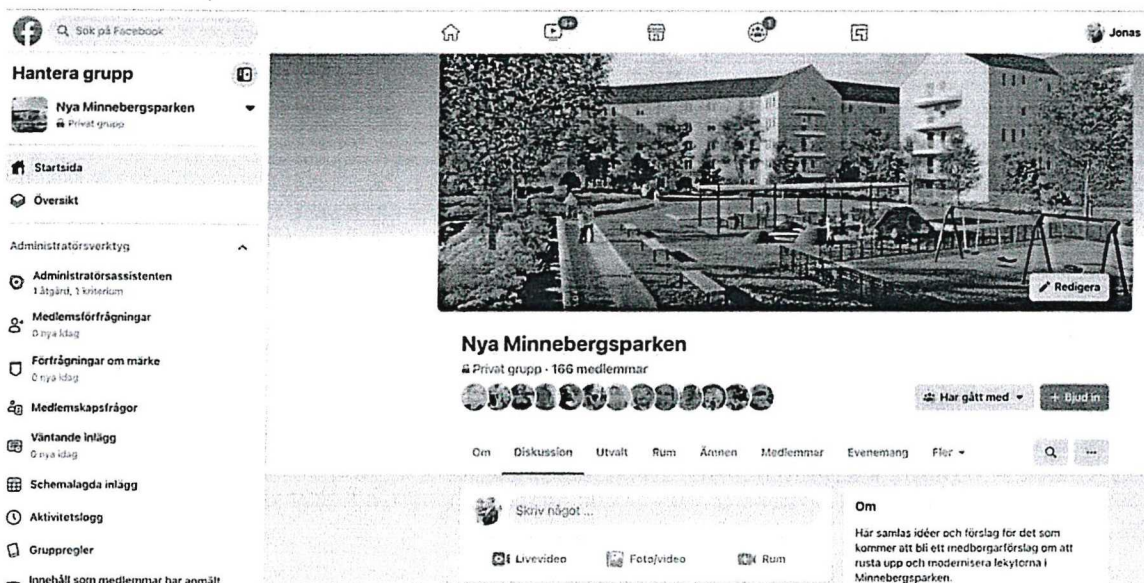 Sök på Facebook
9+
1
Jonas
Hantera grupp
Nya Minnebergsparken
Privat grupp
Startsida
Översikt
Administratörsverktyg
Administratörsassistenten
1 åtgärd, 1 kriterium
Medlemsförfrågningar
0 nya idag
Förfrågningar om märke
0 nya idag
Medlemskapsfrågor
Väntande inlägg
0 nya idag
Schemalagda inlägg
Aktivitetslogg
Gruppregler
Innehåll som medlemmar har anmält
Redigera
Nya Minnebergsparken
Privat grupp · 166 medlemmar
Har gått med
+ Bjud in
Om Diskussion Utvalt Rum Ämnen Medlemmar Evenemang Fler
Skriv något ...
Livevideo Foto/video Rum
Om
Här samlas idéer och förslag för det som
kommer att bli ett medborgarförslag om att
rusta upp och modernisera lekytorna i
Minnebergsparken.